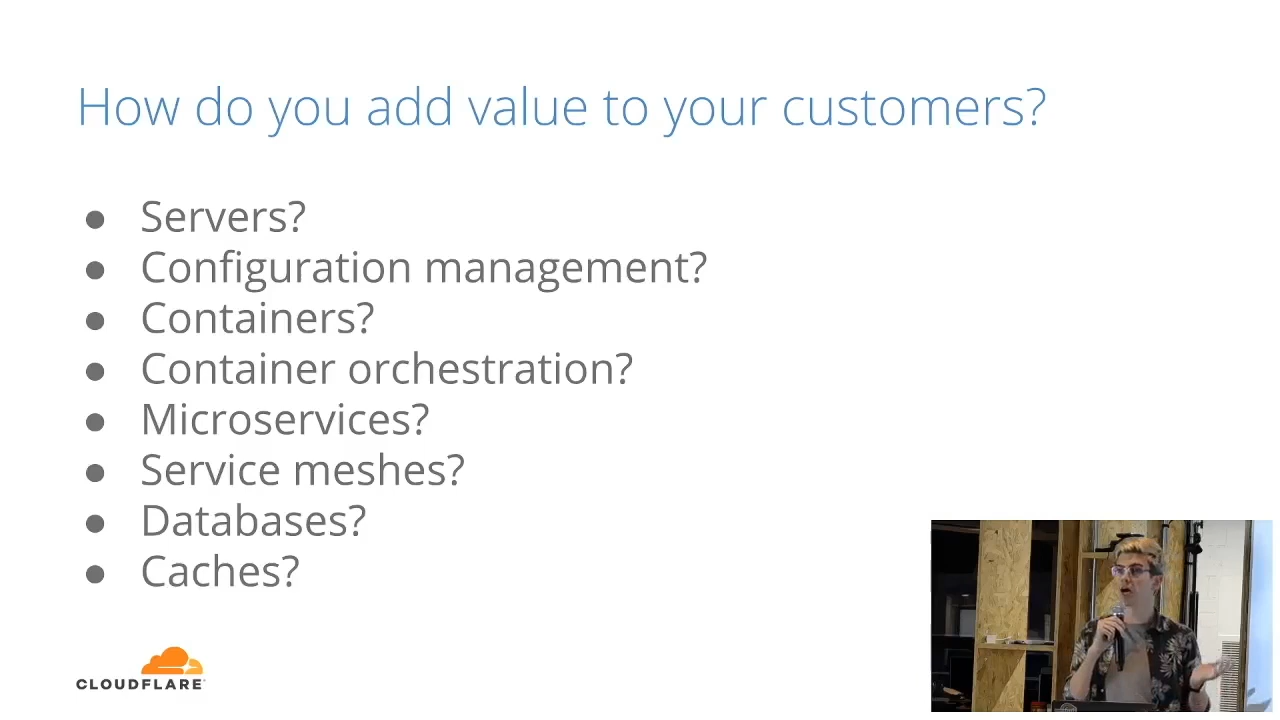 How do you add value to your customers?
● Servers?
● Configuration management?
● Containers?
● Container orchestration?
● Microservices?
● Service meshes?
● Databases?
● Caches?
CLOUDFLARE